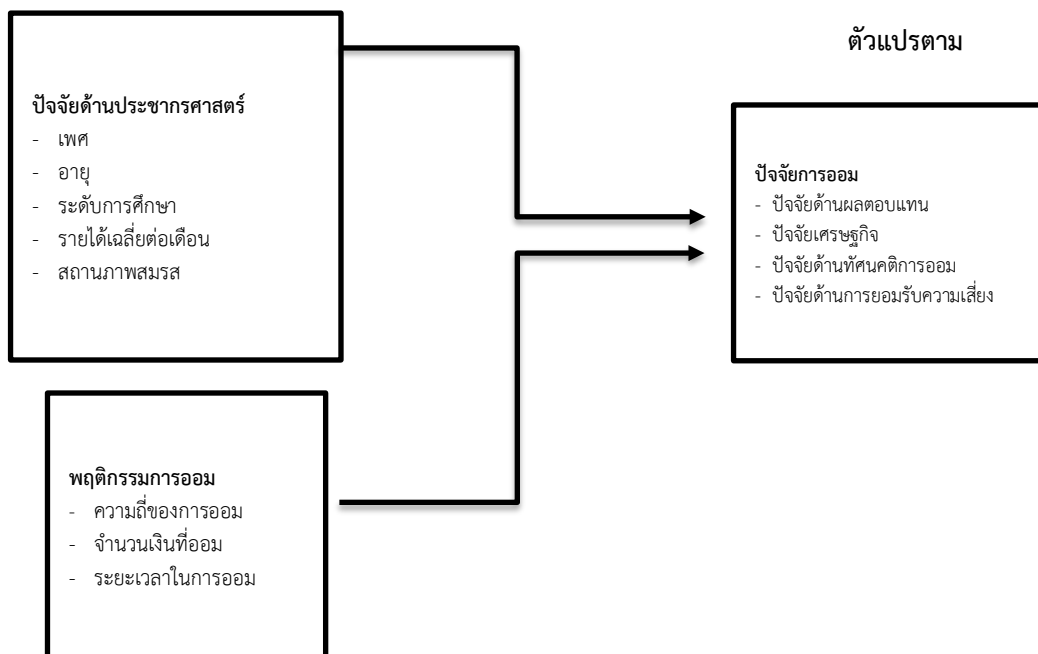 ตัวแปรตาม
ปัจจัยด้านประชากรศาสตร์
- เพศ
- อายุ
- ระดับการศึกษา
- รายได้เฉลี่ยต่อเดือน
- สถานภาพสมรส
ปัจจัยการออม
- ปัจจัยด้านผลตอบแทน
- ปัจจัยเศรษฐกิจ
- ปัจจัยด้านทัศนคติการออม
- ปัจจัยด้านการยอมรับความเสี่ยง
พฤติกรรมการออม
- ความถี่ของการออม
- จำนวนเงินที่ออม
- ระยะเวลาในการออม